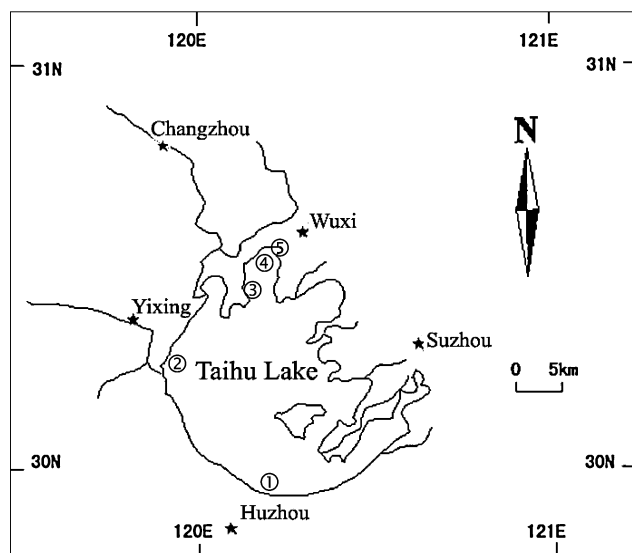 120E 121E
31N 31N
Changzhou
N
Wuxi
⑤
④
③
Yixing
Suzhou
②
Taihu Lake
0 5km
30N 30N
①
Huzhou
120E 121E